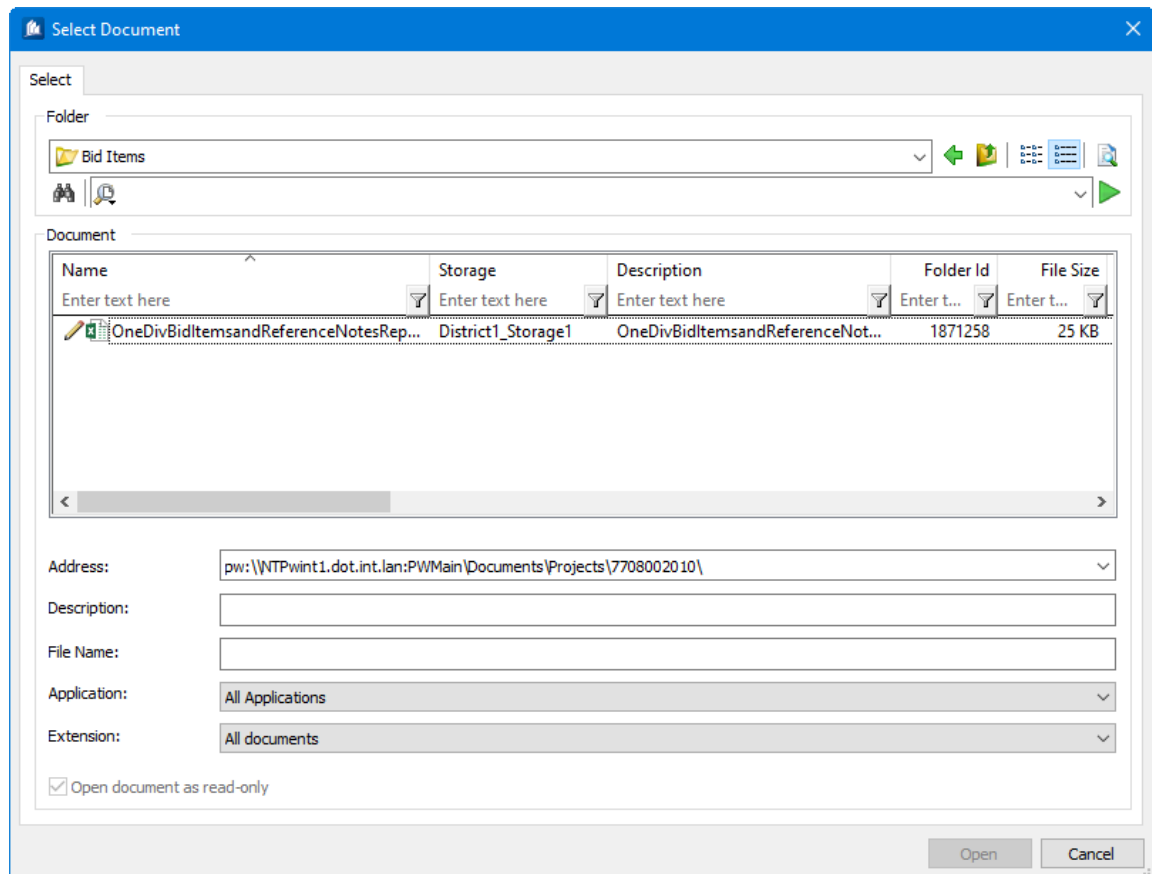 Select Document
Select
Folder
Bid Items
Document
Name Storage Description Folder Id File Size
Enter text here Enter text here Enter text here Enter t... Enter t...
OneDivBidItemsandReferenceNotesRep... District1_Storage1 OneDivBidItemsandReferenceNot... 1871258 25 KB
Address: pw:\\NTPwint1.dot.int.lan:PWMain\Documents\Projects\7708002010\
Description:
File Name:
Application: All Applications
Extension: All documents
Open document as read-only
Open Cancel